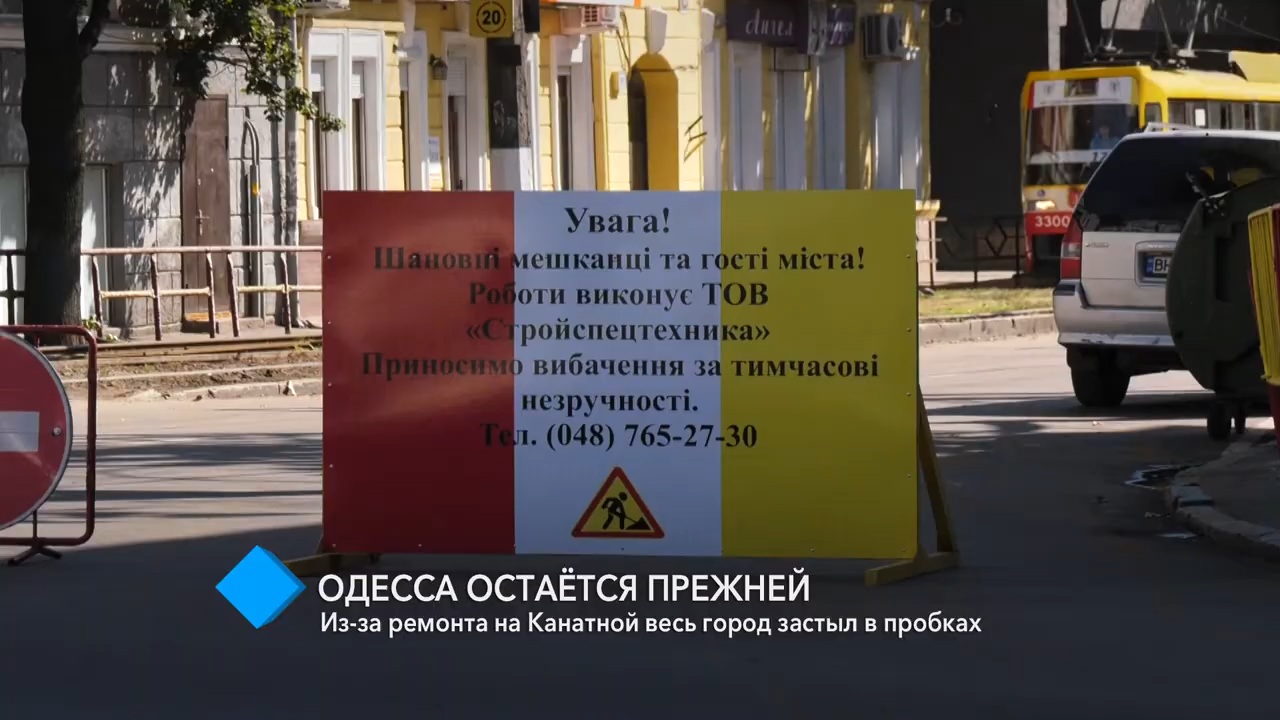 20
Ангел
3300
ВН
Увага!
Шановні мешканці та гості міста!
Роботи виконує ТОВ
«Стройспецтехника»
Приносимо вибачення за тимчасові
незручності.
Тел. (048) 765-27-30
ОДЕССА ОСТАЁТСЯ ПРЕЖНЕЙ
Из-за ремонта на Канатной весь город застыл в пробках